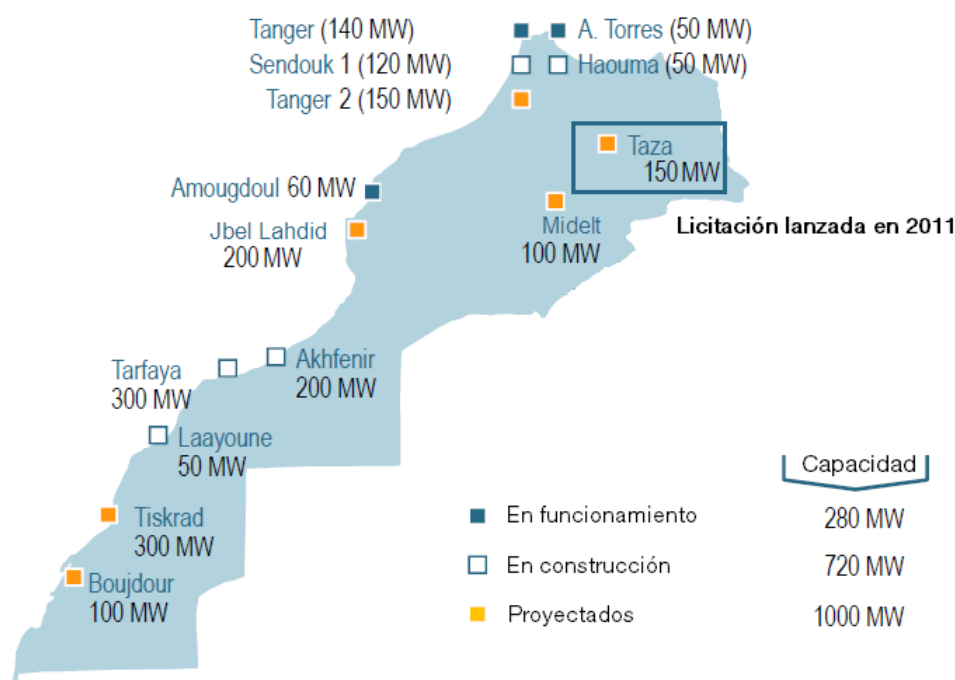 Tanger (140 MW)
A. Torres (50 MW)
Sendouk 1 (120 MW)
Haouma (50 MW)
Tanger 2 (150 MW)
Taza
150 MW
Amougdoul 60 MW
Jbel Lahdid
200 MW
Midelt
100 MW
Licitación lanzada en 2011
Akhfenir
200 MW
Tarfaya
300 MW
Laayoune
50 MW
Tiskrad
300 MW
Boujdour
100 MW
Capacidad
En funcionamiento 280 MW
En construcción 720 MW
Proyectados 1000 MW